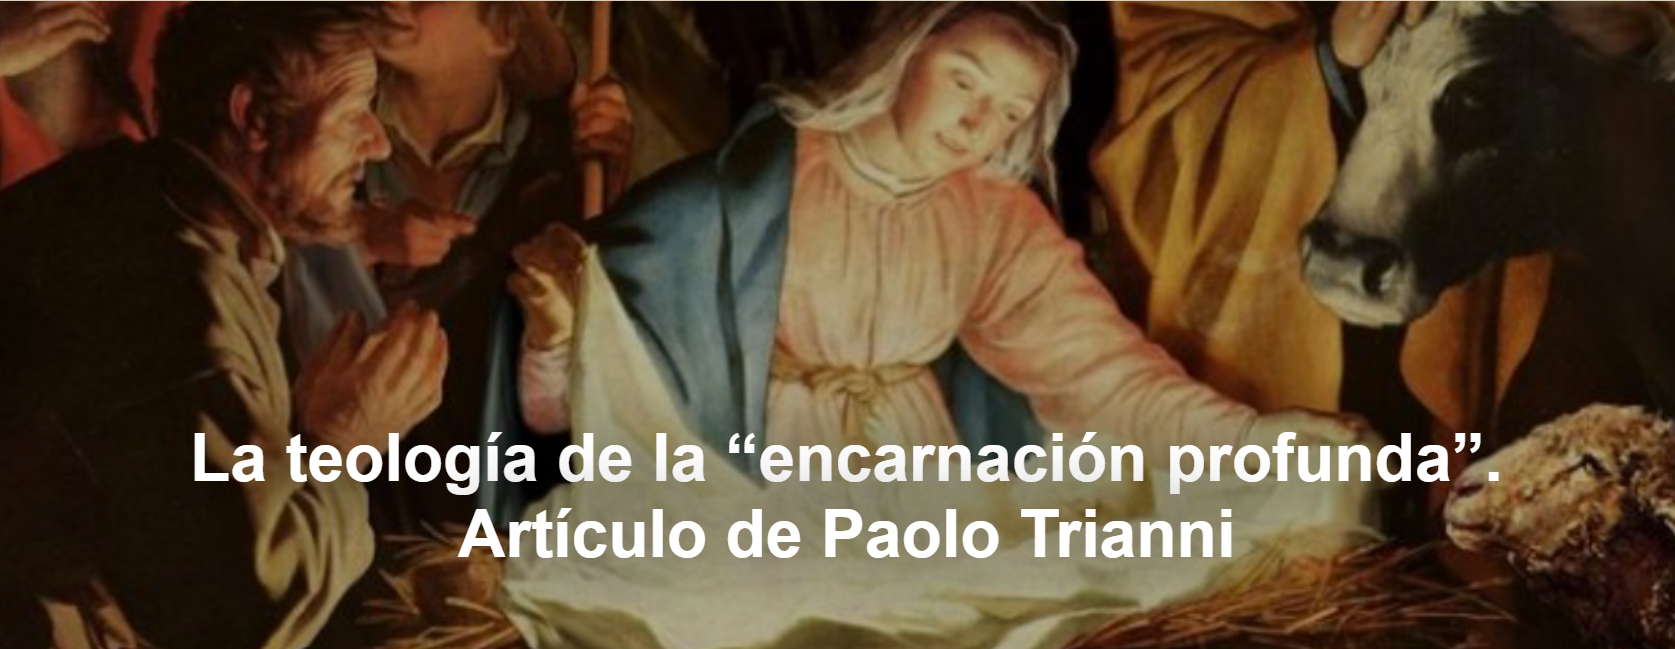 La teología de la “encarnación profunda”.
Artículo de Paolo Trianni